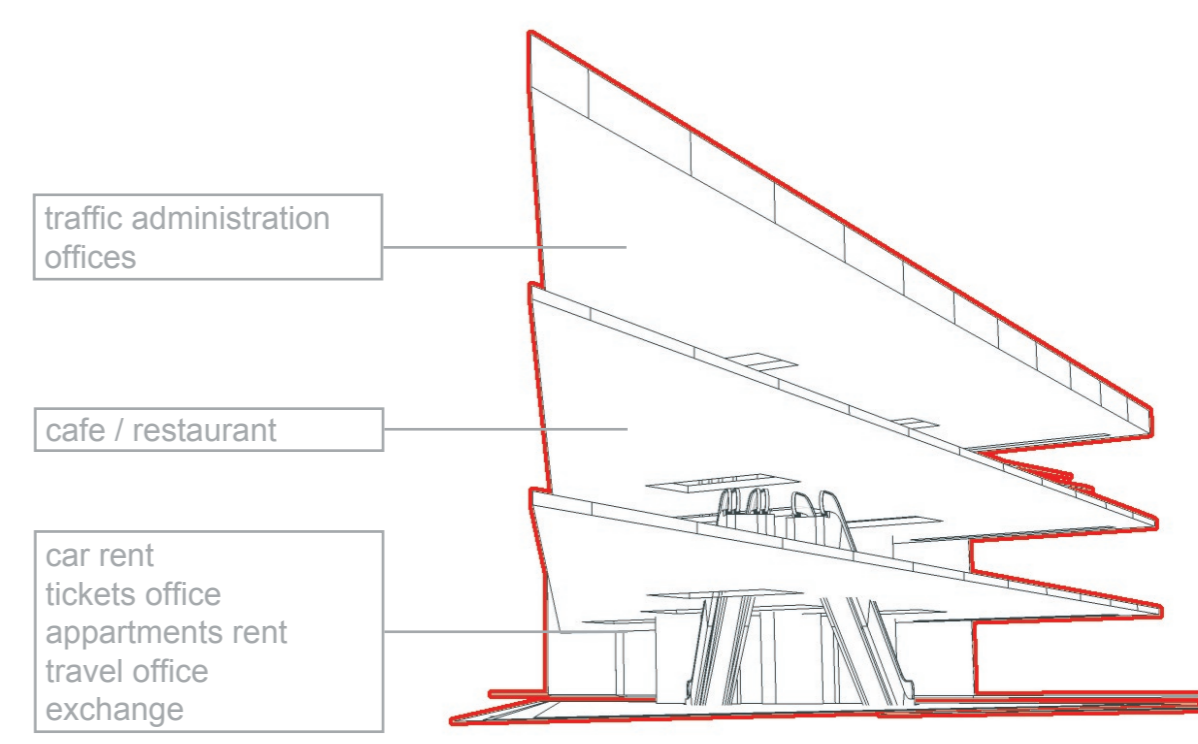 traffic administration
offices
cafe / restaurant
car rent
tickets office
appartments rent
travel office
exchange